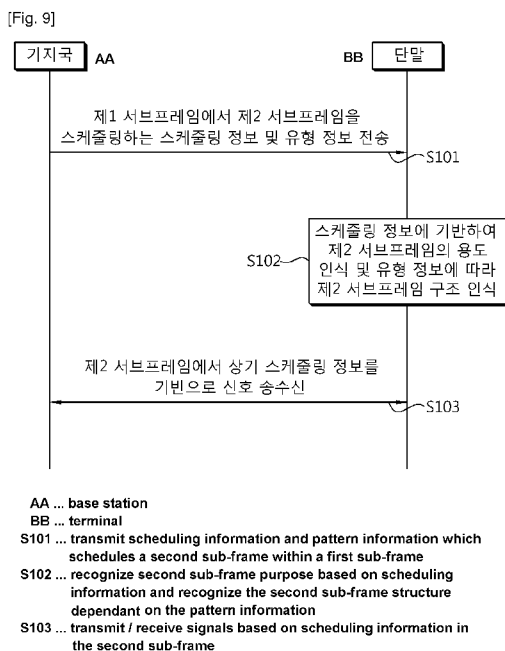 [Fig. 9]
기지국 AA BB 단말
제1 서브프레임에서 제2 서브프레임을
스케줄링하는 스케줄링 정보 및 유형 정보 전송
S101
스케줄링 정보에 기반하여
제2 서브프레임의 용도
인식 및 유형 정보에 따라
제2 서브프레임 구조 인식
S102
제2 서브프레임에서 상기 스케줄링 정보를
기빈으로 신호 송수신
S103
AA ... base station
BB ... terminal
S101 ... transmit scheduling information and pattern information which
schedules a second sub-frame within a first sub-frame
S102 ... recognize second sub-frame purpose based on scheduling
information and recognize the second sub-frame structure
dependant on the pattern information
S103 ... transmit / receive signals based on scheduling information in
the second sub-frame